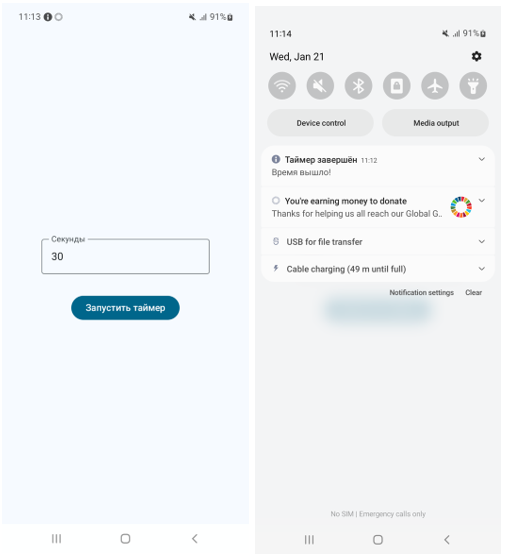 11:13
91%
Секунды
30
Запустить таймер
11:14
91%
Wed, Jan 21
Device control
Media output
Таймер завершён 11:12
Время вышло!
You're earning money to donate
Thanks for helping us all reach our Global G..
USB for file transfer
Cable charging (49 m until full)
Notification settings Clear
No SIM | Emergency calls only